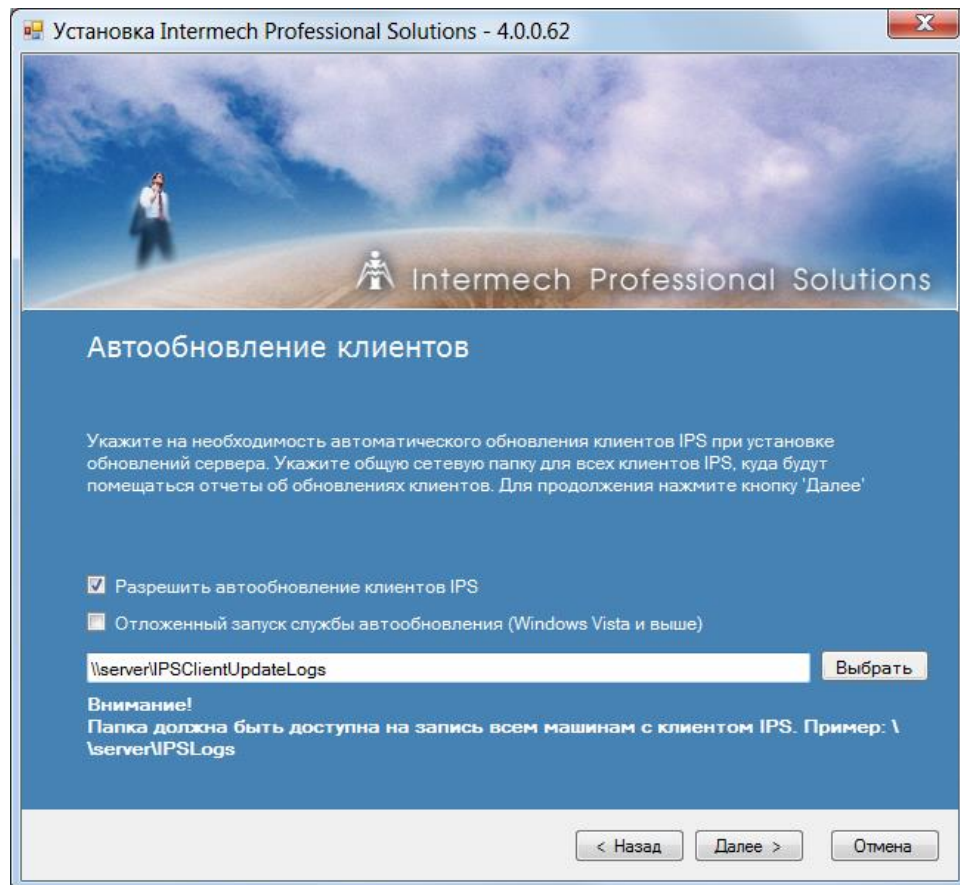 Установка Intermech Professional Solutions - 4.0.0.62
Intermech Professional Solutions
Автообновление клиентов
Укажите на необходимость автоматического обновления клиентов IPS при установке
обновлений сервера. Укажите общую сетевую папку для всех клиентов IPS, куда будут
помещаться отчеты об обновлениях клиентов. Для продолжения нажмите кнопку 'Далее'
Разрешить автообновление клиентов IPS
Отложенный запуск службы автообновления (Windows Vista и выше)
\\server\IPSClientUpdateLogs
Выбрать
Внимание!
Папка должна быть доступна на запись всем машинам с клиентом IPS. Пример: \
\server\IPSLogs
< Назад
Далее >
Отмена